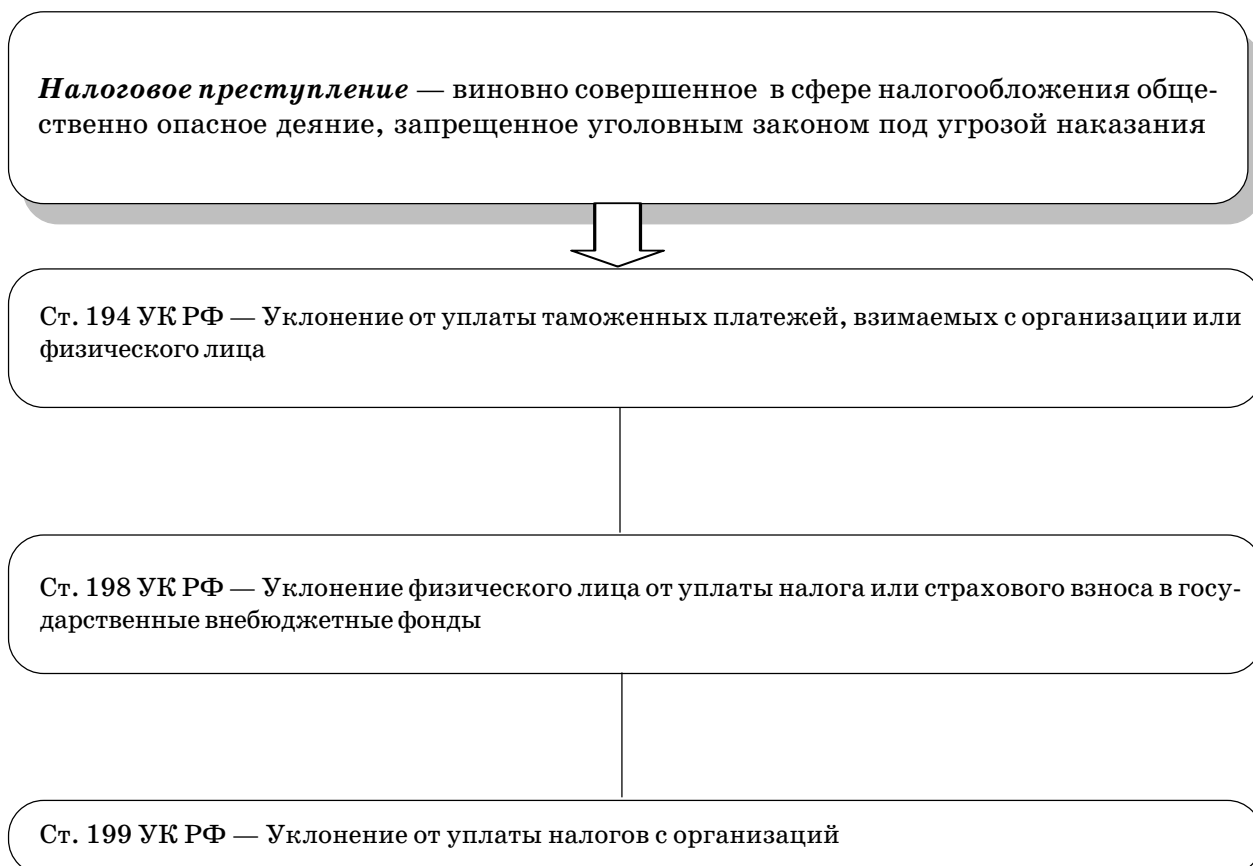 Налоговое преступление — виновно совершенное в сфере налогообложения обще-
ственно опасное деяние, запрещенное уголовным законом под угрозой наказания
Ст. 194 УК РФ — Уклонение от уплаты таможенных платежей, взимаемых с организации или
физического лица
Ст. 198 УК РФ — Уклонение физического лица от уплаты налога или страхового взноса в госу-
дарственные внебюджетные фонды
Ст. 199 УК РФ — Уклонение от уплаты налогов с организаций